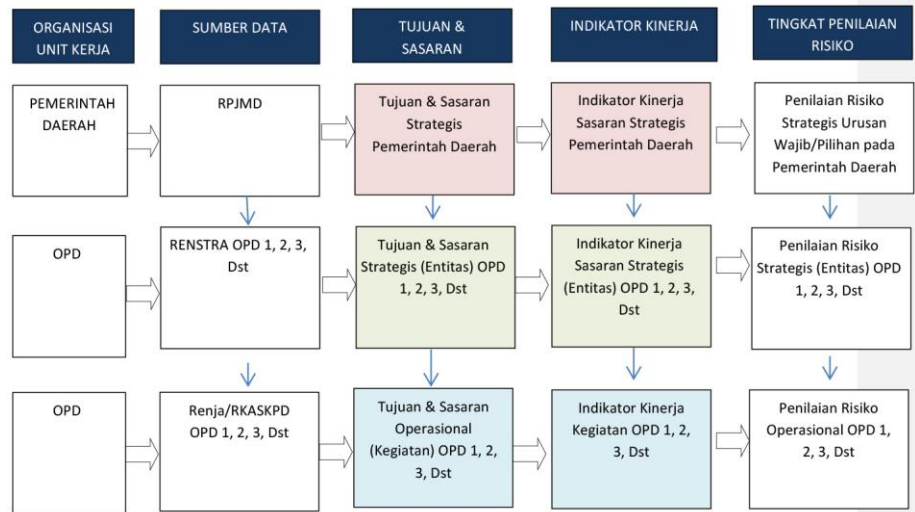 ORGANISASI
UNIT KERJA
SUMBER DATA
TUJUAN &
SASARAN
INDIKATOR KINERJA
TINGKAT PENILAIAN
RISIKO
PEMERINTAH
DAERAH
RPJMD
Tujuan & Sasaran
Strategis
Pemerintah Daerah
Indikator Kinerja
Sasaran Strategis
Pemerintah Daerah
Penilaian Risiko
Strategis Urusan
Wajib/Pilihan pada
Pemerintah Daerah
OPD
RENSTRA OPD 1, 2, 3,
Dst
Tujuan & Sasaran
Strategis (Entitas) OPD
1, 2, 3, Dst
Indikator Kinerja
Sasaran Strategis
(Entitas) OPD 1, 2, 3,
Dst
Penilaian Risiko
Strategis (Entitas) OPD
1, 2, 3, Dst
OPD
Renja/RKASKPD
OPD 1, 2, 3, Dst
Tujuan & Sasaran
Operasional
(Kegiatan) OPD 1, 2,
3, Dst
Indikator Kinerja
Kegiatan OPD 1, 2,
3, Dst
Penilaian Risiko
Operasional OPD 1,
2, 3, Dst